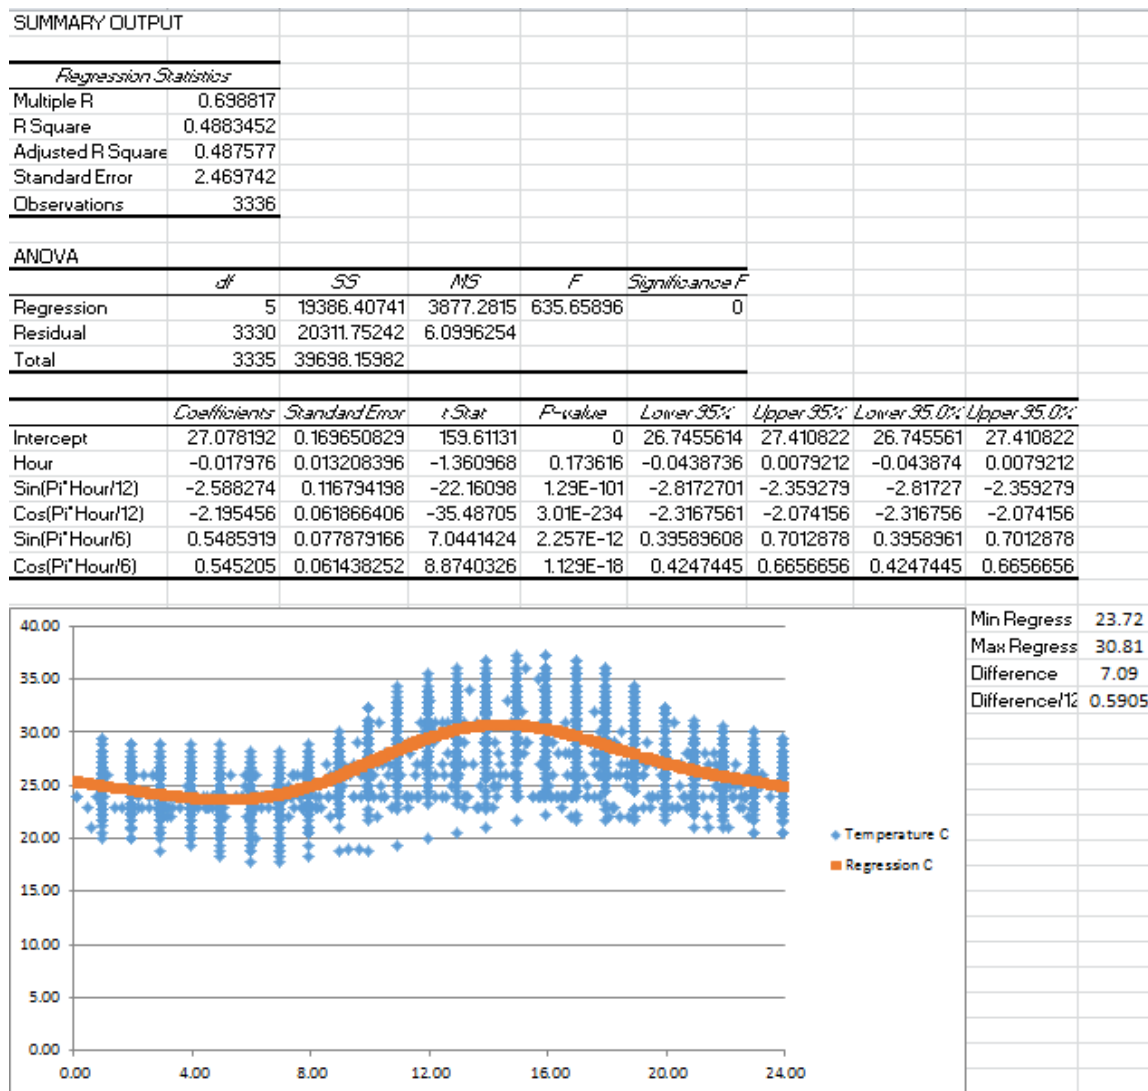 SUMMARY OUTPUT
Regression Statistics
Multiple R 0.698817
R Square 0.4883452
Adjusted R Square 0.487577
Standard Error 2.469742
Observations 3336
ANOVA
df SS MS F Significance F
Regression 5 19386.40741 3877.2815 635.65896 0
Residual 3330 20311.75242 6.0996254
Total 3335 39698.15982
Coefficients Standard Error t Stat P-value Lower 95% Upper 95% Lower 95.0% Upper 95.0%
Intercept 27.078192 0.169650829 159.61131 0 26.7455614 27.410822 26.745561 27.410822
Hour -0.017976 0.013208396 -1.360968 0.173616 -0.0438736 0.0079212 -0.043874 0.0079212
Sin(Pi*Hour/12) -2.588274 0.116794198 -22.16098 1.29E-101 -2.8172701 -2.359279 -2.81727 -2.359279
Cos(Pi*Hour/12) -2.195456 0.061866406 -35.48705 3.01E-234 -2.3167561 -2.074156 -2.316756 -2.074156
Sin(Pi*Hour/6) 0.5485919 0.077879166 7.0441424 2.257E-12 0.39589608 0.7012878 0.3958961 0.7012878
Cos(Pi*Hour/6) 0.545205 0.061438252 8.8740326 1.129E-18 0.4247445 0.6656656 0.4247445 0.6656656
Min Regress 23.72
Max Regress 30.81
Difference 7.09
Difference/12 0.5905
40.00
35.00
30.00
25.00
20.00
15.00
10.00
5.00
0.00
0.00 4.00 8.00 12.00 16.00 20.00 24.00
Temperature C
Regression C